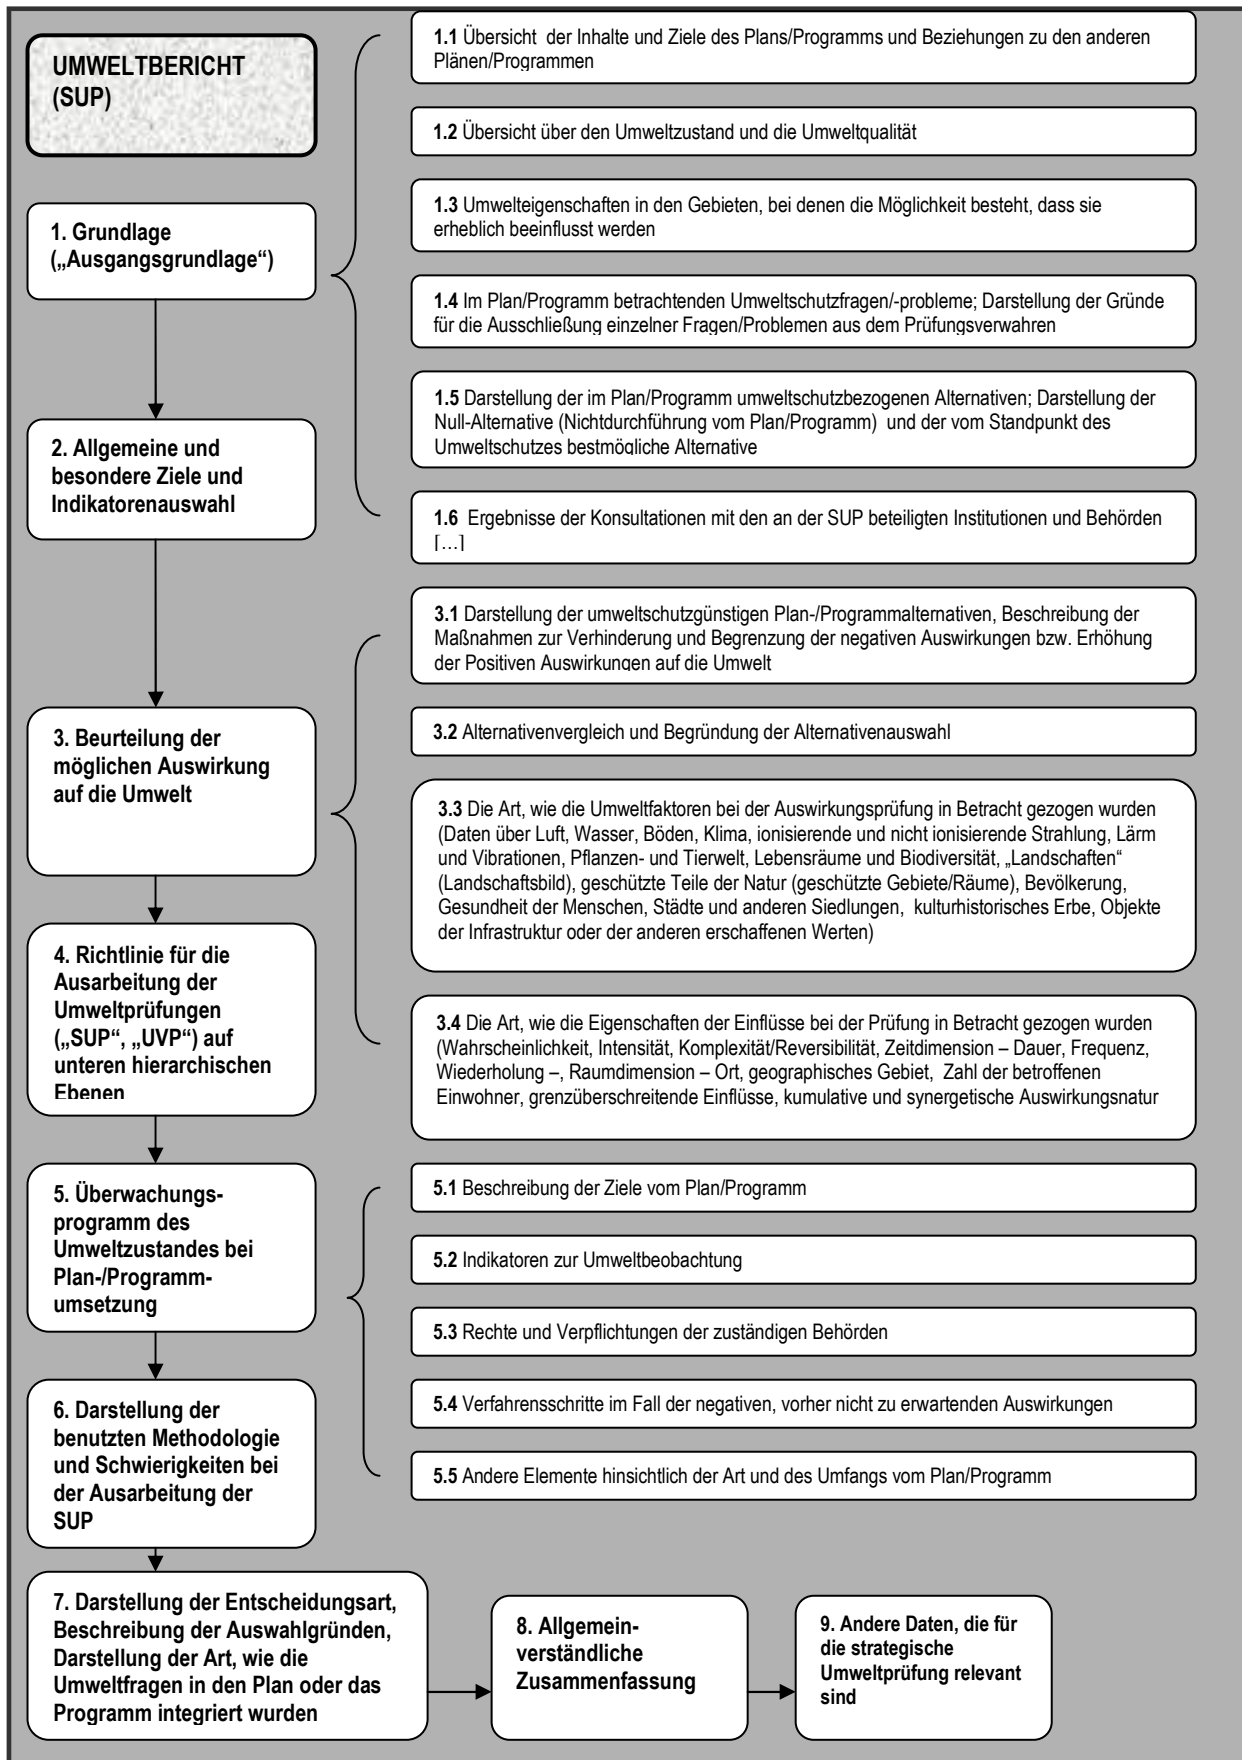 UMWELTBERICHT
(SUP)
1. Grundlage
(„Ausgangsgrundlage“)
1.1 Übersicht der Inhalte und Ziele des Plans/Programms und Beziehungen zu den anderen
Plänen/Programmen
1.2 Übersicht über den Umweltzustand und die Umweltqualität
1.3 Umwelteigenschaften in den Gebieten, bei denen die Möglichkeit besteht, dass sie
erheblich beeinflusst werden
1.4 Im Plan/Programm betrachtenden Umweltschutzfragen/-probleme; Darstellung der Gründe
für die Ausschließung einzelner Fragen/Problemen aus dem Prüfungsverwahren
1.5 Darstellung der im Plan/Programm umweltschutzbezogenen Alternativen; Darstellung der
Null-Alternative (Nichtdurchführung vom Plan/Programm) und der vom Standpunkt des
Umweltschutzes bestmögliche Alternative
1.6 Ergebnisse der Konsultationen mit den an der SUP beteiligten Institutionen und Behörden
[…]
2. Allgemeine und
besondere Ziele und
Indikatorenauswahl
3. Beurteilung der
möglichen Auswirkung
auf die Umwelt
3.1 Darstellung der umweltschutzgünstigen Plan-/Programmalternativen, Beschreibung der
Maßnahmen zur Verhinderung und Begrenzung der negativen Auswirkungen bzw. Erhöhung
der Positiven Auswirkungen auf die Umwelt
3.2 Alternativenvergleich und Begründung der Alternativenauswahl
3.3 Die Art, wie die Umweltfaktoren bei der Auswirkungsprüfung in Betracht gezogen wurden
(Daten über Luft, Wasser, Böden, Klima, ionisierende und nicht ionisierende Strahlung, Lärm
und Vibrationen, Pflanzen- und Tierwelt, Lebensräume und Biodiversität, „Landschaften“
(Landschaftsbild), geschützte Teile der Natur (geschützte Gebiete/Räume), Bevölkerung,
Gesundheit der Menschen, Städte und anderen Siedlungen, kulturhistorisches Erbe, Objekte
der Infrastruktur oder der anderen erschaffenen Werten)
3.4 Die Art, wie die Eigenschaften der Einflüsse bei der Prüfung in Betracht gezogen wurden
(Wahrscheinlichkeit, Intensität, Komplexität/Reversibilität, Zeitdimension – Dauer, Frequenz,
Wiederholung –, Raumdimension – Ort, geographisches Gebiet, Zahl der betroffenen
Einwohner, grenzüberschreitende Einflüsse, kumulative und synergetische Auswirkungsnatur
4. Richtlinie für die
Ausarbeitung der
Umweltprüfungen
(„SUP“, „UVP“) auf
unteren hierarchischen
Ebenen
5. Überwachungs-
programm des
Umweltzustandes bei
Plan-/Programm-
umsetzung
5.1 Beschreibung der Ziele vom Plan/Programm
5.2 Indikatoren zur Umweltbeobachtung
5.3 Rechte und Verpflichtungen der zuständigen Behörden
5.4 Verfahrensschritte im Fall der negativen, vorher nicht zu erwartenden Auswirkungen
5.5 Andere Elemente hinsichtlich der Art und des Umfangs vom Plan/Programm
6. Darstellung der
benutzten Methodologie
und Schwierigkeiten bei
der Ausarbeitung der
SUP
7. Darstellung der Entscheidungsart,
Beschreibung der Auswahlgründen,
Darstellung der Art, wie die
Umweltfragen in den Plan oder das
Programm integriert wurden
8. Allgemein-
verständliche
Zusammenfassung
9. Andere Daten, die für
die strategische
Umweltprüfung relevant
sind